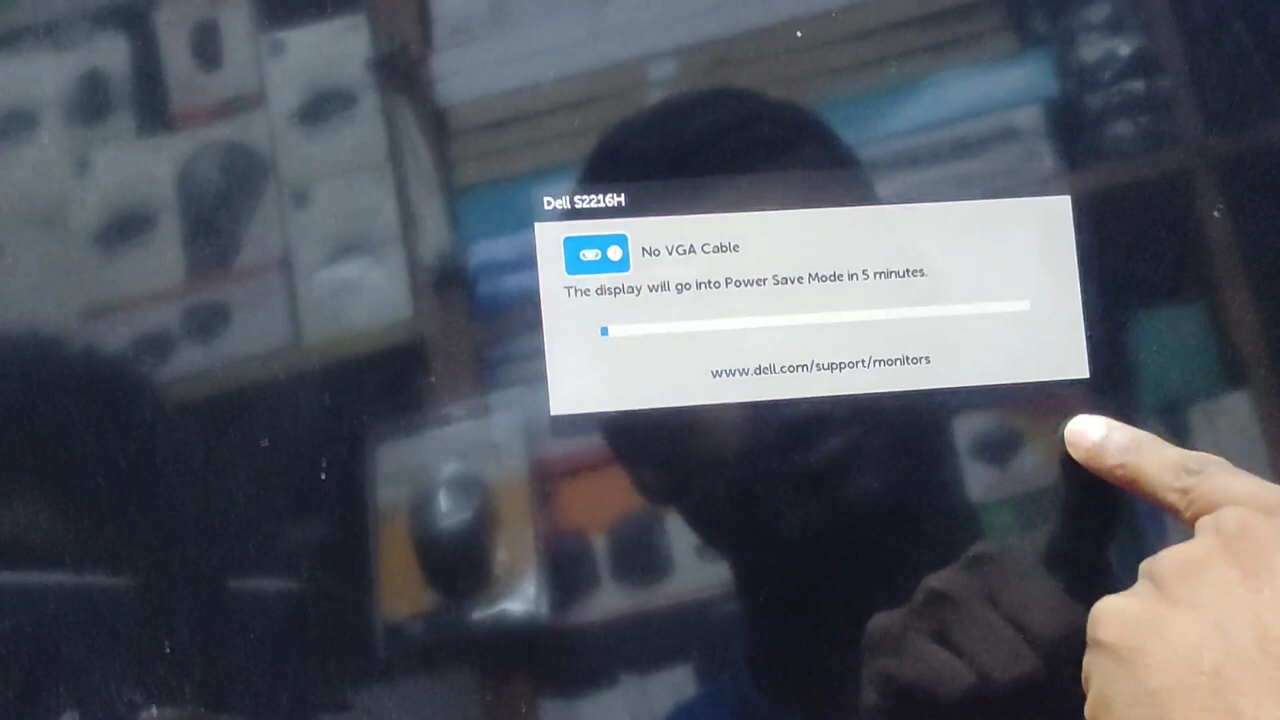 Dell S2216H
No VGA Cable
The display will go into Power Save Mode in 5 minutes.
www.dell.com/support/monitors